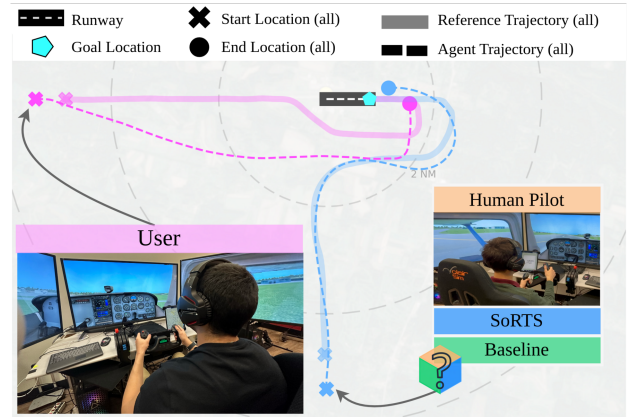 Runway
Start Location (all)
Reference Trajectory (all)
Goal Location
End Location (all)
Agent Trajectory (all)
2 NM
User
Human Pilot
SoRTS
Baseline
?